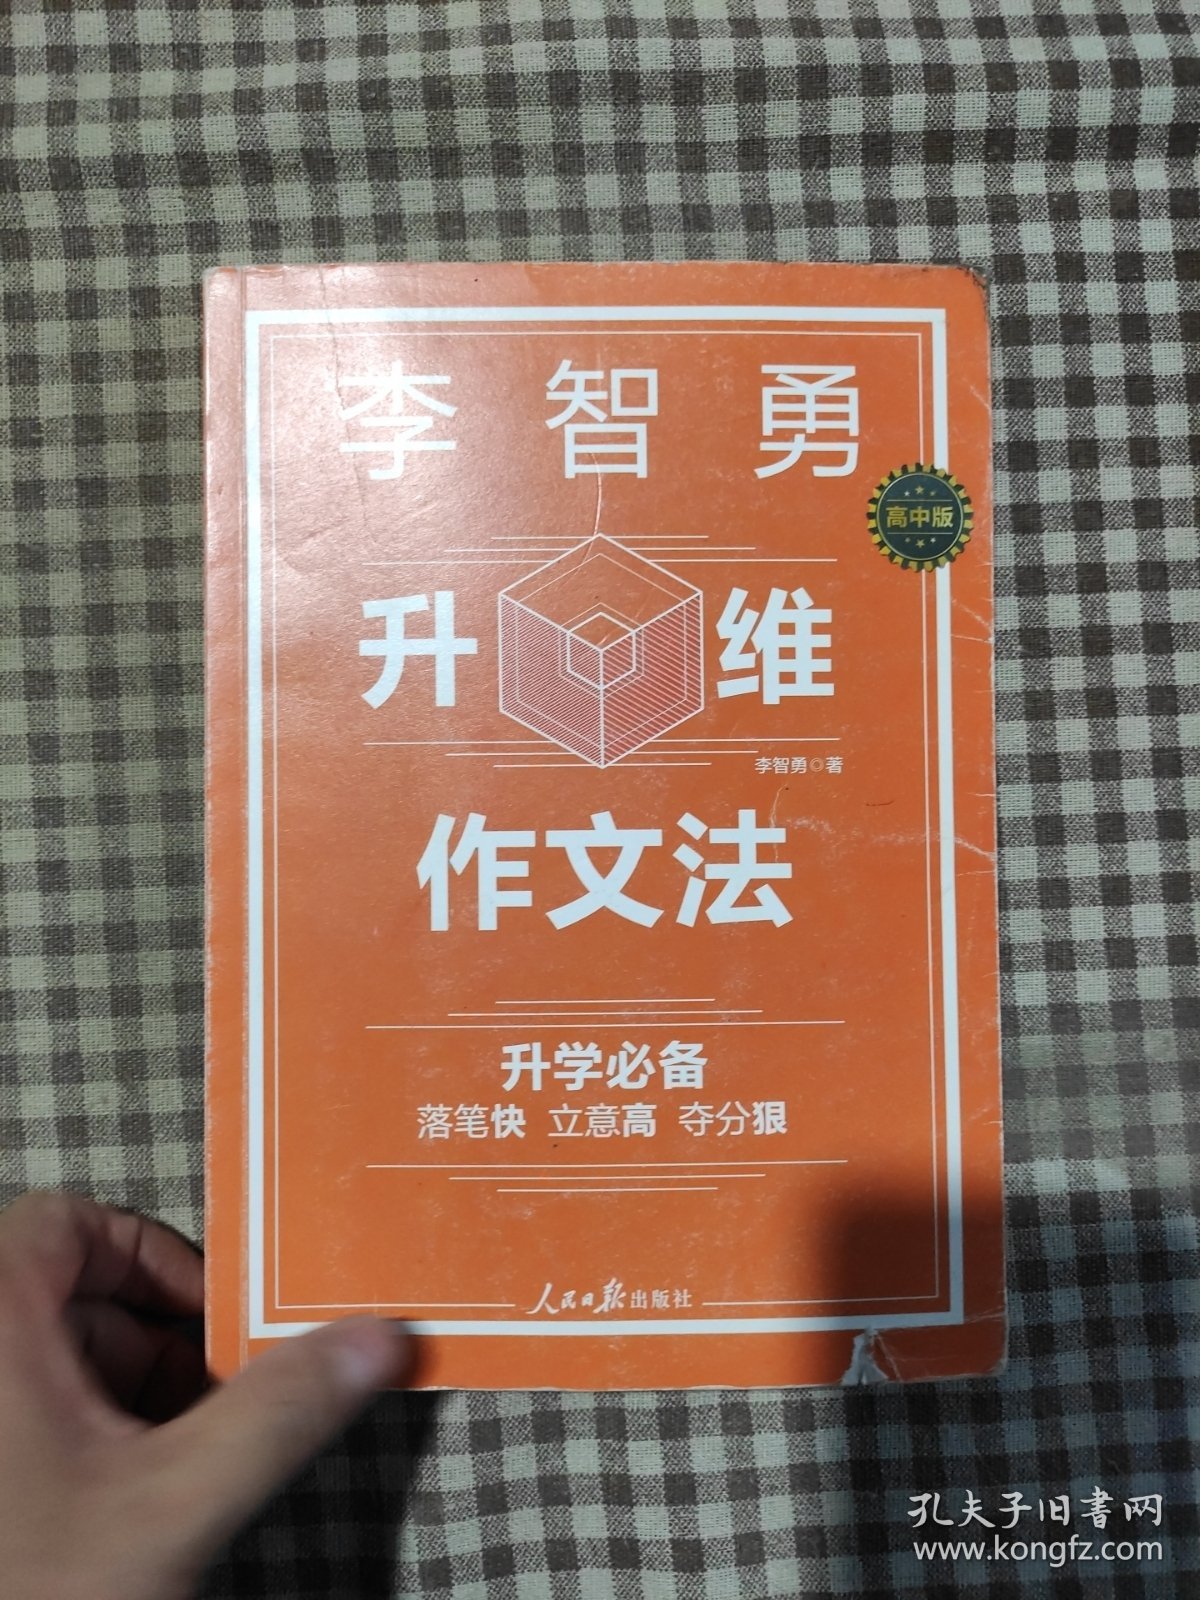 李智勇
高中版
升维
李智勇◎著
作文法
升学必备
落笔快 立意高 夺分狠
人民日报出版社
孔夫子旧書网
www.kongfz.com